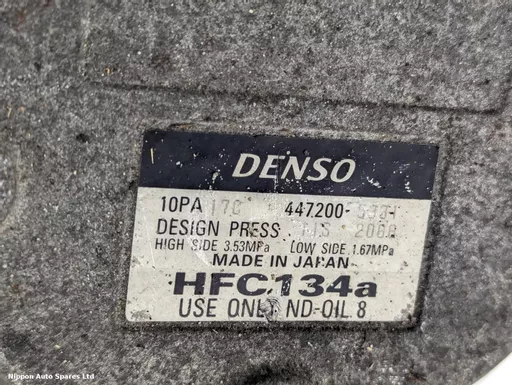 DENSO
10PA17C 447200-
DESIGN PRESS.
HIGH SIDE 3.53MPa LOW SIDE 1.67MPa
MADE IN JAPAN
HFC134a
USE ONLY ND-OIL 8
Nippon Auto Spares Ltd